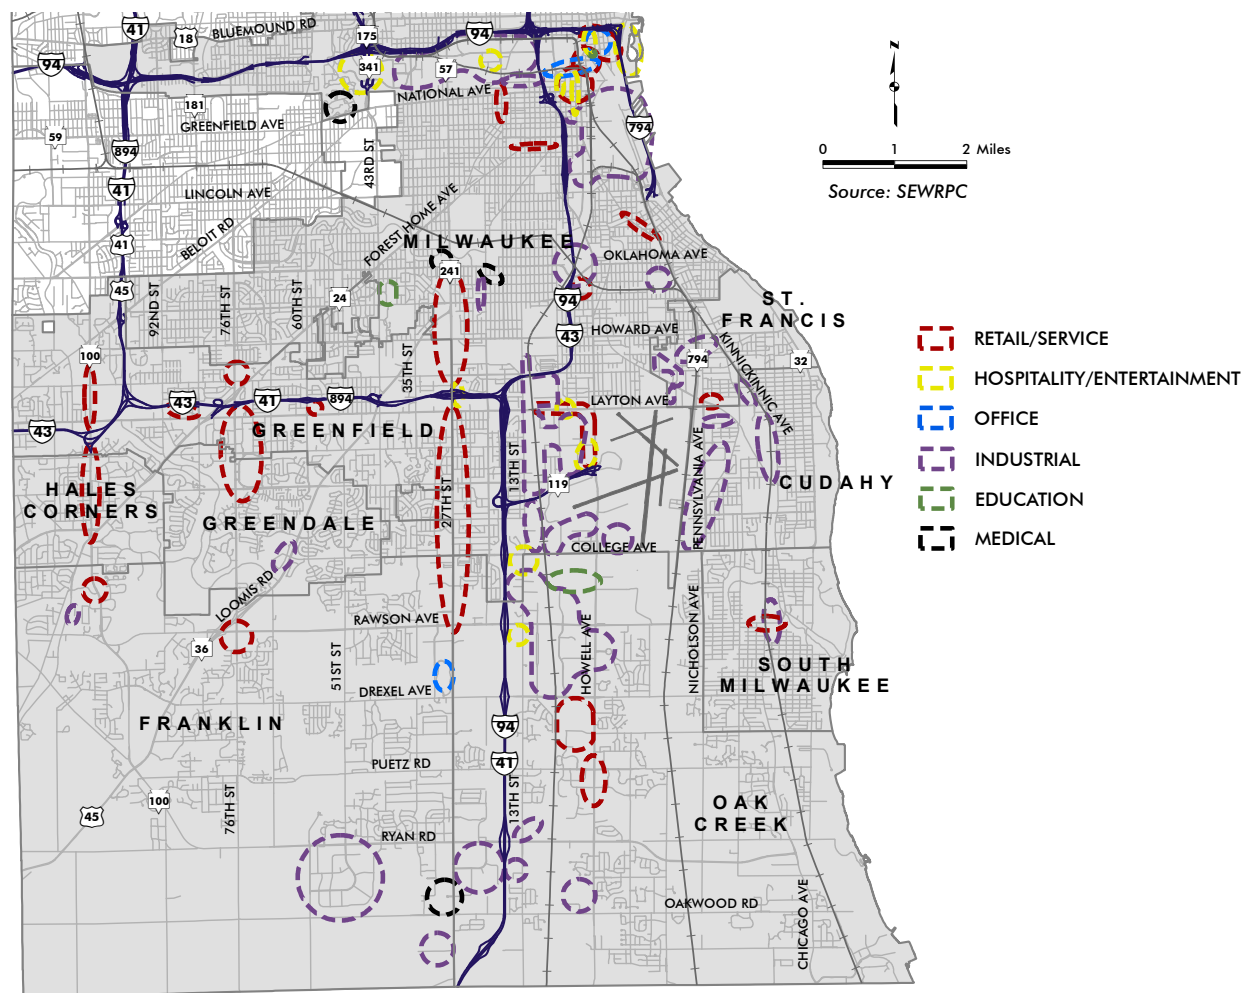 41
18
BLUEMOUND RD
175
94
N
94
341
57
NATIONAL AVE
181
GREENFIELD AVE
59
794
894
43RD ST
0 1 2 Miles
Source: SEWRPC
41
LINCOLN AVE
FOREST HOME AVE
BELOIT RD
41
MILWAUKEE
OKLAHOMA AVE
241
45
92ND ST
76TH ST
60TH ST
24
94
ST.
FRANCIS
43
HOWARD AVE
KINNICKINNIC AVE
100
35TH ST
794
32
RETAIL/SERVICE
HOSPITALITY/ENTERTAINMENT
OFFICE
INDUSTRIAL
EDUCATION
MEDICAL
43
41
894
LAYTON AVE
43
GREENFIELD
13TH ST
PENNSYLVANIA AVE
HALES
CORNERS
27TH ST
119
CUDAHY
GREENDALE
COLLEGE AVE
LOOMIS RD
RAWSON AVE
HOWELL AVE
NICHOLSON AVE
36
51ST ST
DREXEL AVE
SOUTH
MILWAUKEE
FRANKLIN
94
PUETZ RD
41
76TH ST
100
45
13TH ST
OAK
CREEK
RYAN RD
OAKWOOD RD
CHICAGO AVE